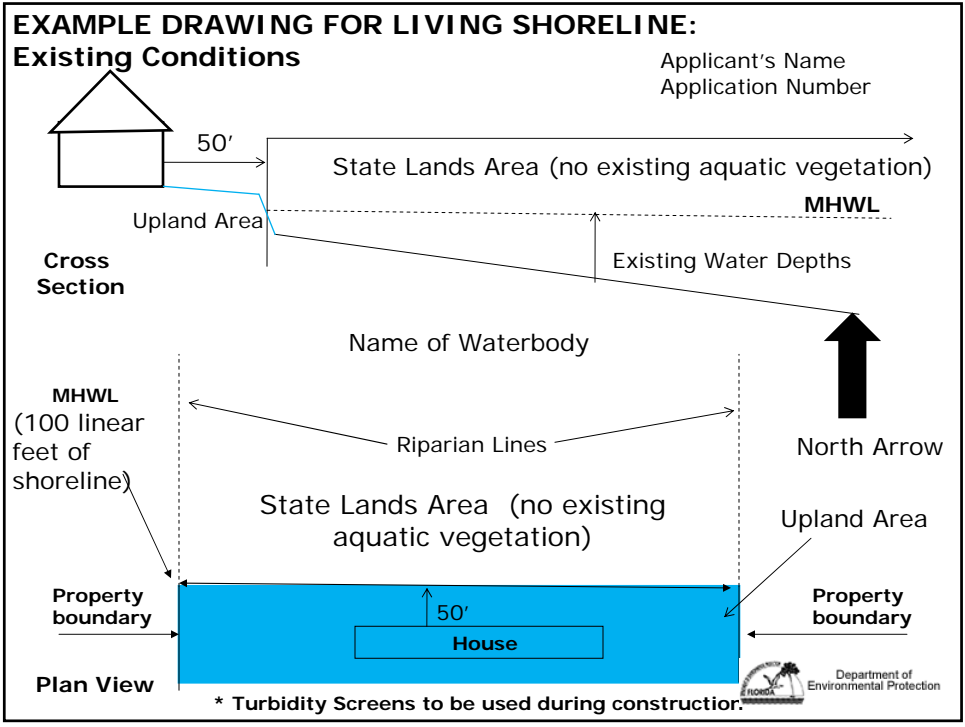 EXAMPLE DRAWING FOR LIVING SHORELINE:
Existing Conditions
Applicant's Name
Application Number
50'
State Lands Area (no existing aquatic vegetation)
MHWL
Upland Area
Existing Water Depths
Cross
Section
Name of Waterbody
MHWL
(100 linear
feet of
shoreline)
Riparian Lines
North Arrow
State Lands Area (no existing
aquatic vegetation)
Upland Area
Property
boundary
50'
House
Property
boundary
Plan View
* Turbidity Screens to be used during construction.
FLORIDA
Department of
Environmental Protection